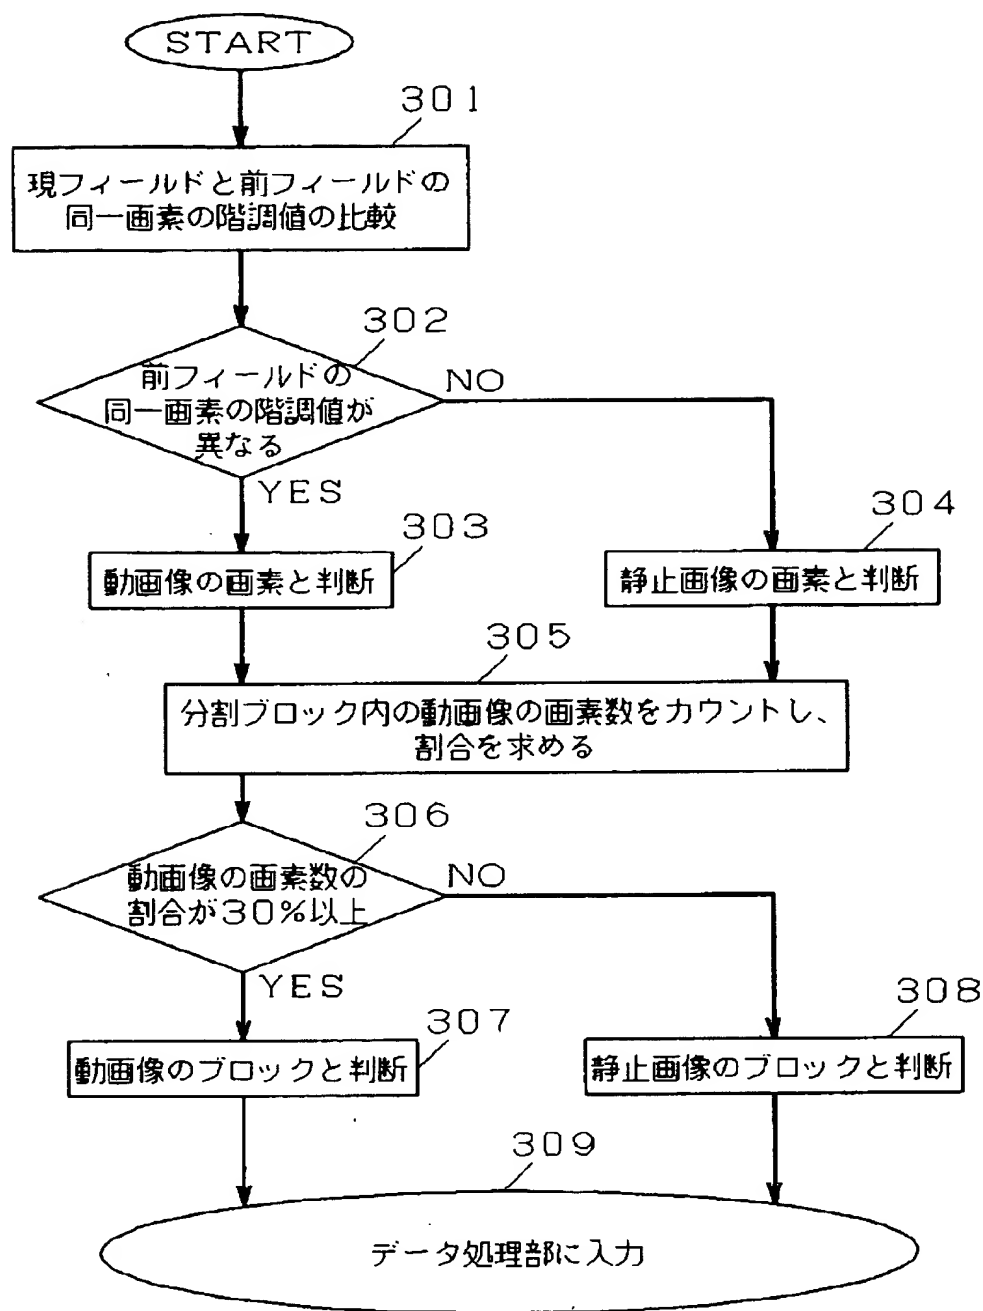 START
301
現フィールドと前フィールドの
同一画素の階調値の比較
302
前フィールドの
同一画素の階調値が
異なる
NO
YES
303
動画像の画素と判断
304
静止画像の画素と判断
305
分割ブロック内の動画像の画素数をカウントし、
割合を求める
306
動画像の画素数の
割合が30%以上
NO
YES
307
動画像のブロックと判断
308
静止画像のブロックと判断
309
データ処理部に入力